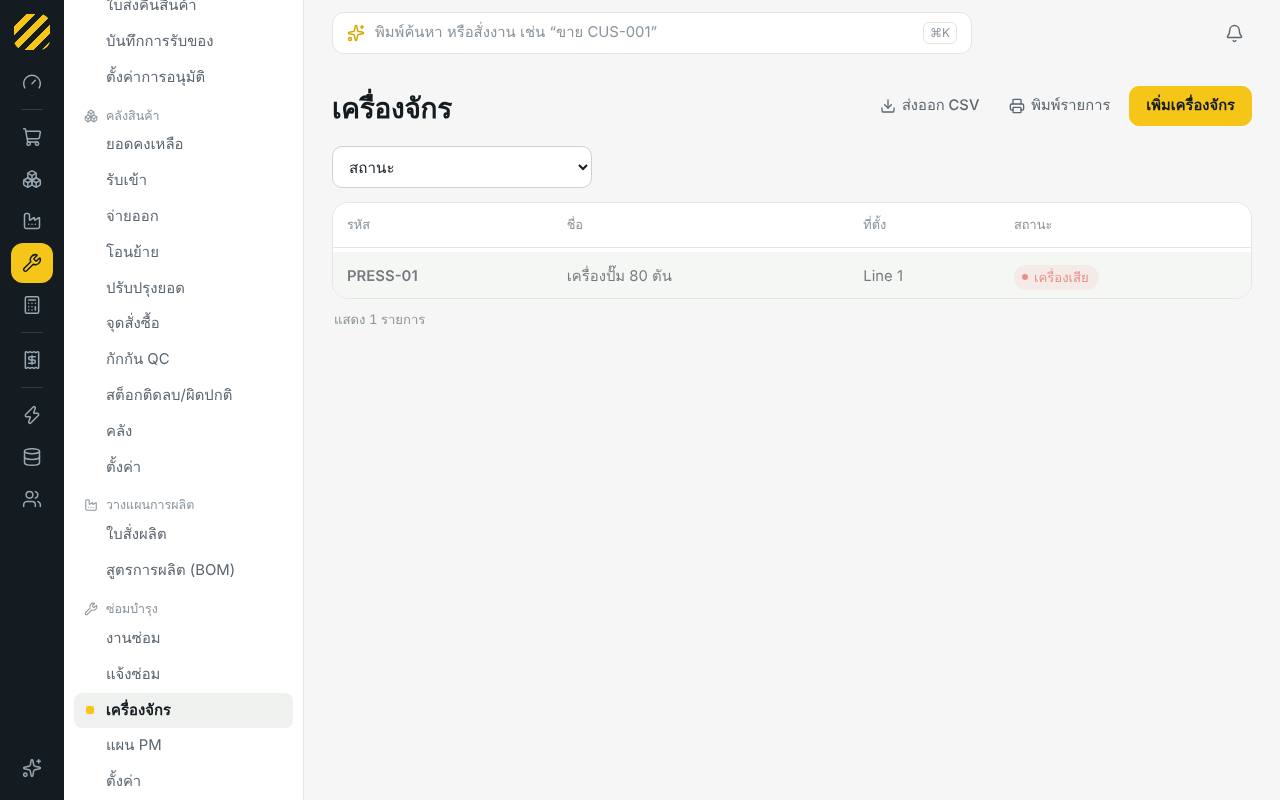 ใบส่งคืนสินค้า
บันทึกการรับของ
ตั้งค่าการอนุมัติ
คลังสินค้า
ยอดคงเหลือ
รับเข้า
จ่ายออก
โอนย้าย
ปรับปรุงยอด
จุดสั่งซื้อ
กักกัน QC
สต็อกติดลบ/ผิดปกติ
คลัง
ตั้งค่า
วางแผนการผลิต
ใบสั่งผลิต
สูตรการผลิต (BOM)
ซ่อมบำรุง
งานซ่อม
แจ้งซ่อม
เครื่องจักร
แผน PM
ตั้งค่า
พิมพ์ค้นหา หรือสั่งงาน เช่น “ขาย CUS-001” ⌘K
เครื่องจักร
ส่งออก CSV พิมพ์รายการ เพิ่มเครื่องจักร
สถานะ
รหัส ชื่อ ที่ตั้ง สถานะ
PRESS-01 เครื่องปั๊ม 80 ตัน Line 1 เครื่องเสีย
แสดง 1 รายการ